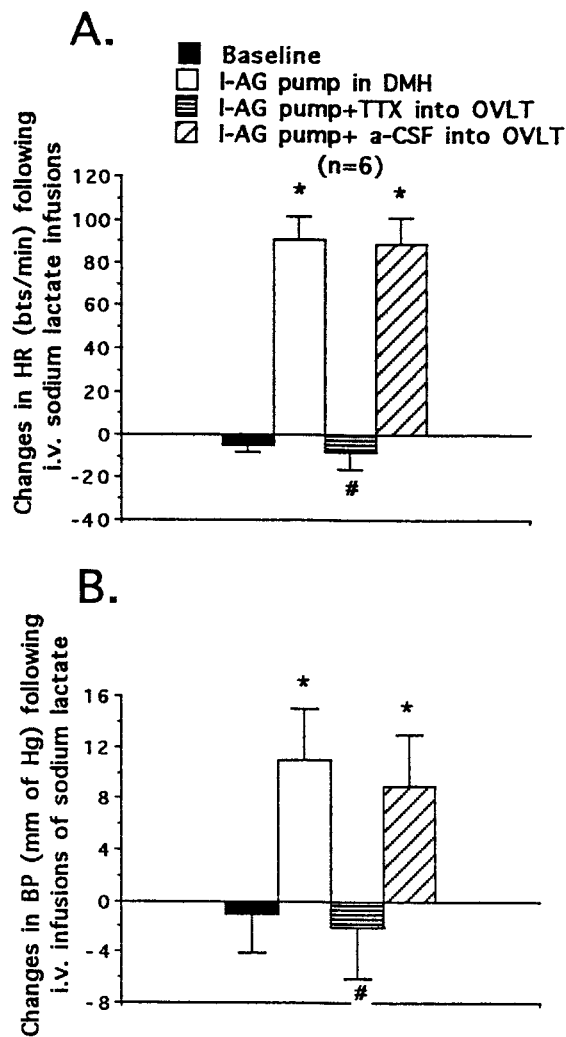 A.
Baseline
I-AG pump in DMH
I-AG pump+TTX into OVLT
I-AG pump+ a-CSF into OVLT
(n=6)
Changes in HR (bts/min) following
i.v. sodium lactate infusions
120
100
80
60
40
20
0
-20
-40
*
*
#
B.
Changes in BP (mm of Hg) following
i.v. infusions of sodium lactate
16
12
8
4
0
-4
-8
*
*
#